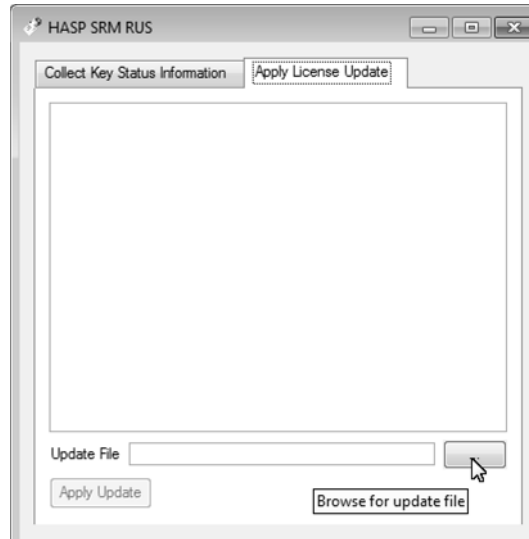 HASP SRM RUS
Collect Key Status Information Apply License Update
Update File ...
Apply Update
Browse for update file